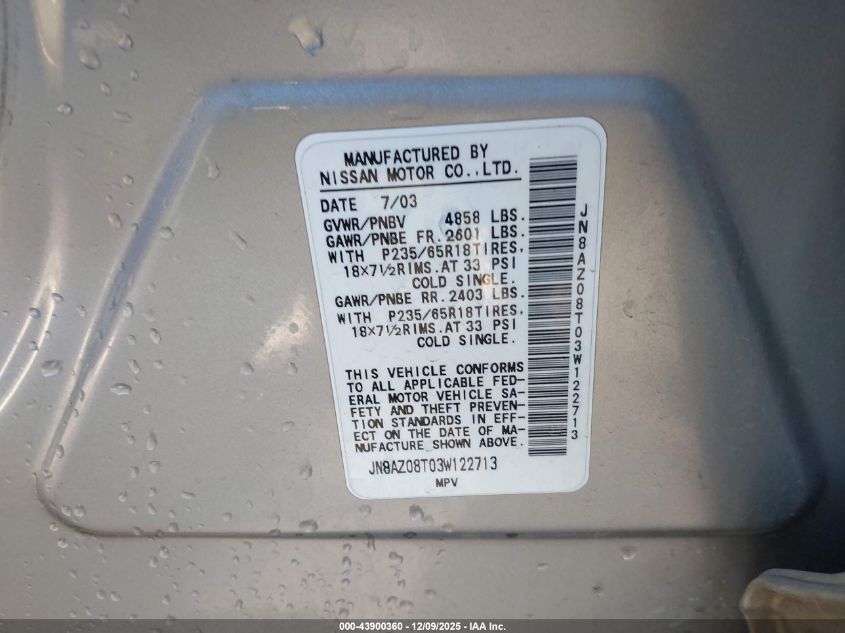 MANUFACTURED BY
NISSAN MOTOR CO.,LTD.
DATE 7/03
GVWR/PNBV 4858 LBS.
GAWR/PNBE FR. 2601 LBS.
WITH P235/65R18TIRES,
18×7½RIMS.AT 33 PSI
COLD SINGLE.
GAWR/PNBE RR. 2403 LBS.
WITH P235/65R18TIRES,
18×7½RIMS.AT 33 PSI
COLD SINGLE.
THIS VEHICLE CONFORMS
TO ALL APPLICABLE FED-
ERAL MOTOR VEHICLE SA-
FETY AND THEFT PREVEN-
TION STANDARDS IN EFF-
ECT ON THE DATE OF MA-
NUFACTURE SHOWN ABOVE.
JN8AZ08T03W122713
MPV
JN8AZ08T03W122713
000-43900360 - 12/09/2025 - IAA Inc.